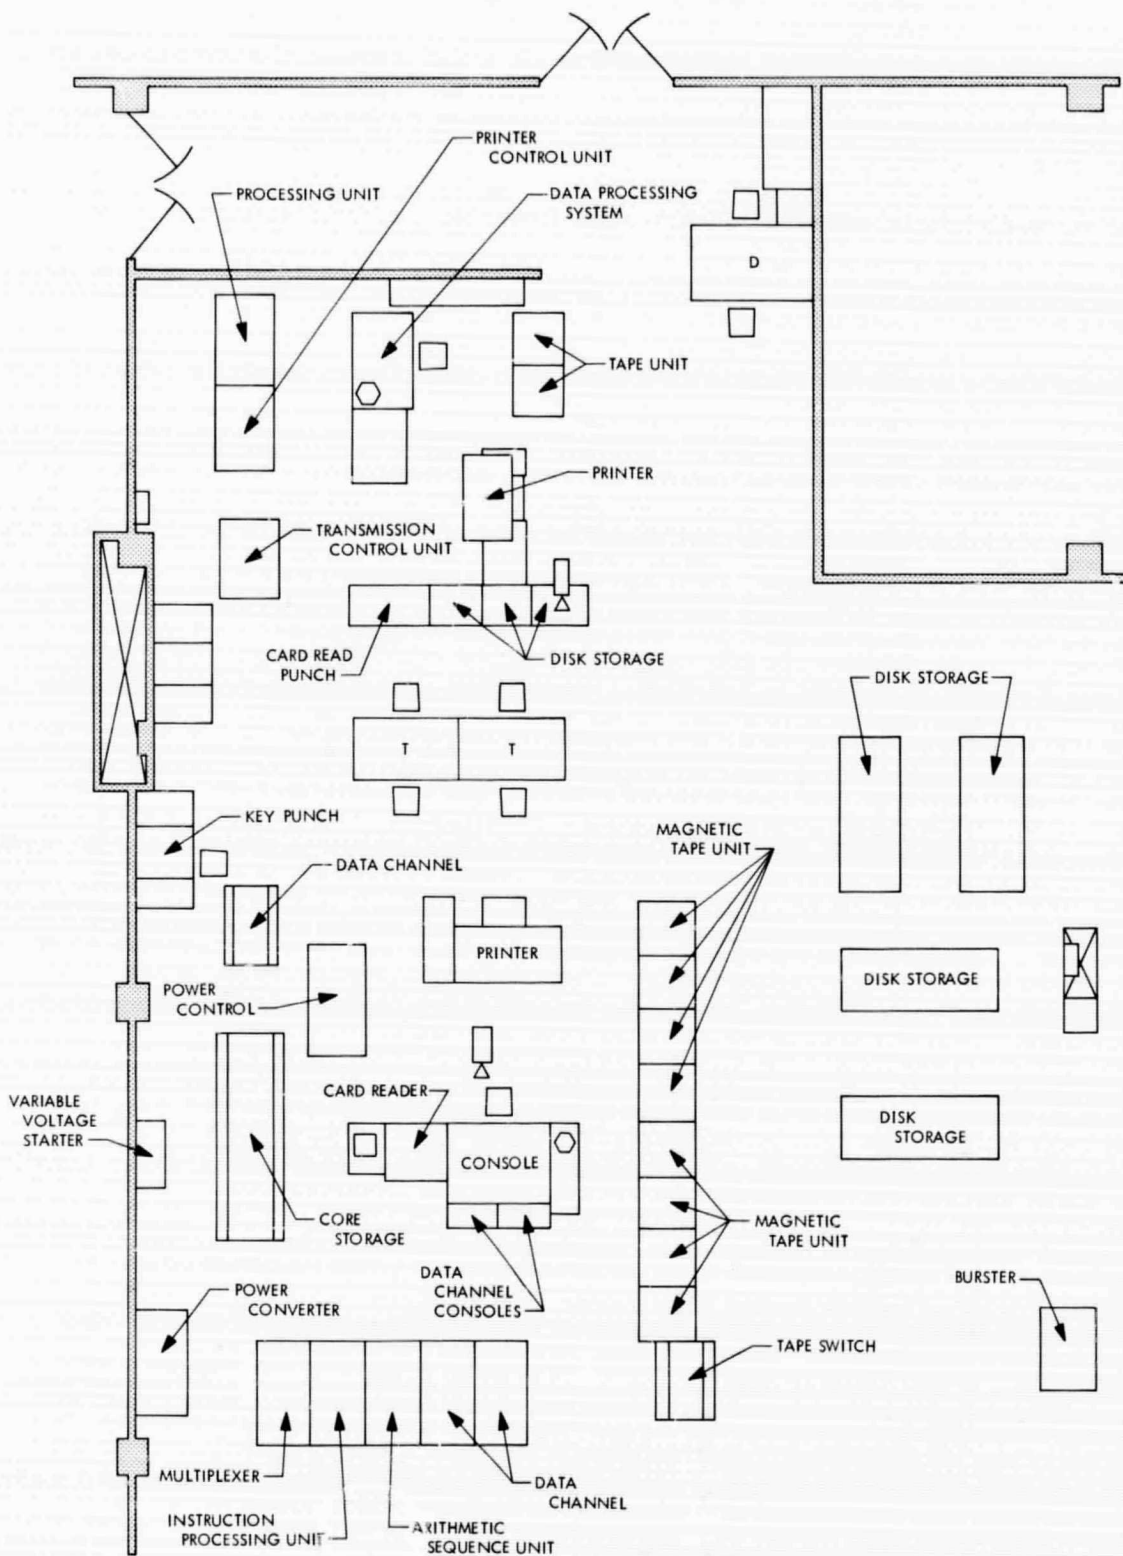 PRINTER
CONTROL UNIT
PROCESSING UNIT
DATA PROCESSING
SYSTEM
D
TAPE UNIT
PRINTER
TRANSMISSION
CONTROL UNIT
CARD READ
PUNCH
DISK STORAGE
DISK STORAGE
T
T
KEY PUNCH
MAGNETIC
TAPE UNIT
DATA CHANNEL
PRINTER
POWER
CONTROL
DISK STORAGE
CARD READER
VARIABLE
VOLTAGE
STARTER
DISK
STORAGE
CONSOLE
CORE
STORAGE
MAGNETIC
TAPE UNIT
DATA
CHANNEL
CONSOLES
POWER
CONVERTER
BURSTER
TAPE SWITCH
MULTIPLEXER
DATA
CHANNEL
INSTRUCTION
PROCESSING UNIT
ARITHMETIC
SEQUENCE UNIT